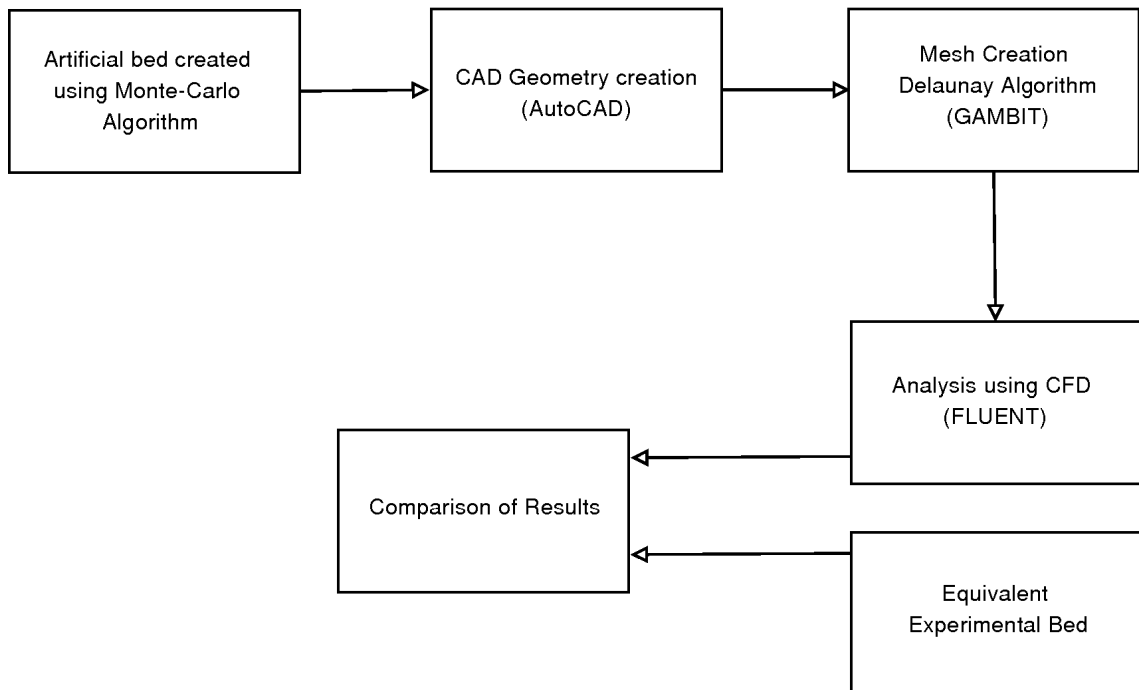 Artificial bed created
using Monte-Carlo
Algorithm
CAD Geometry creation
(AutoCAD)
Mesh Creation
Delaunay Algorithm
(GAMBIT)
Analysis using CFD
(FLUENT)
Comparison of Results
Equivalent
Experimental Bed